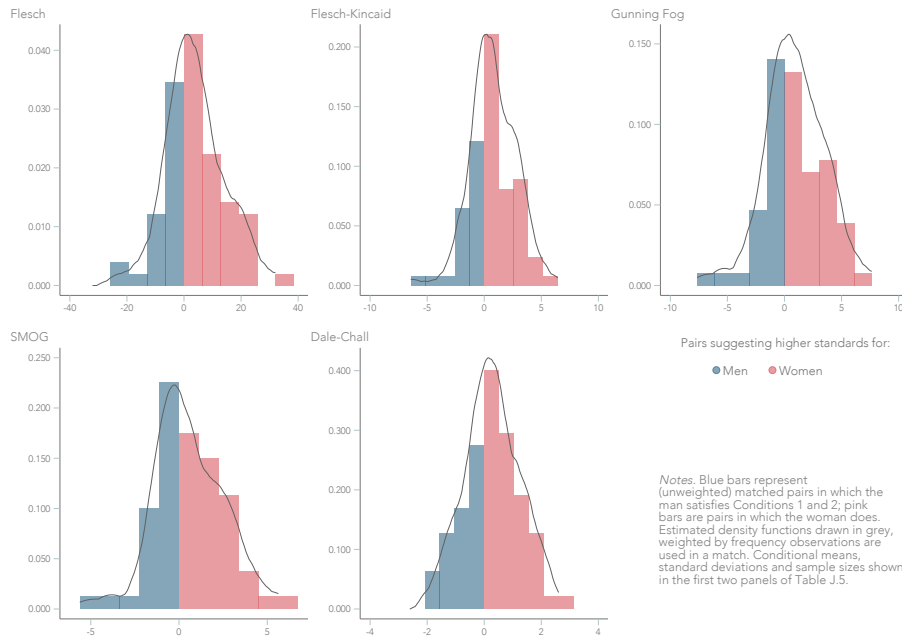 Flesch
Flesch-Kincaid
Gunning Fog
0.040
0.030
0.020
0.010
0.000
-40
-20
0
20
40
0.200
0.150
0.100
0.050
0.000
-10
-5
0
5
10
0.150
0.100
0.050
0.000
-5
0
5
10
SMOG
Dale-Chall
0.250
0.200
0.150
0.100
0.050
0.000
-5
0
5
0.400
0.300
0.200
0.100
0.000
-4
-2
0
2
4
Pairs suggesting higher standards for:
Men Women
Notes. Blue bars represent
(unweighted) matched pairs in which the
man satisfies Conditions 1 and 2; pink
bars are pairs in which the woman does.
Estimated density functions drawn in grey,
weighted by frequency observations are
used in a match. Conditional means,
standard deviations and sample sizes shown
in the first two panels of Table J.5.